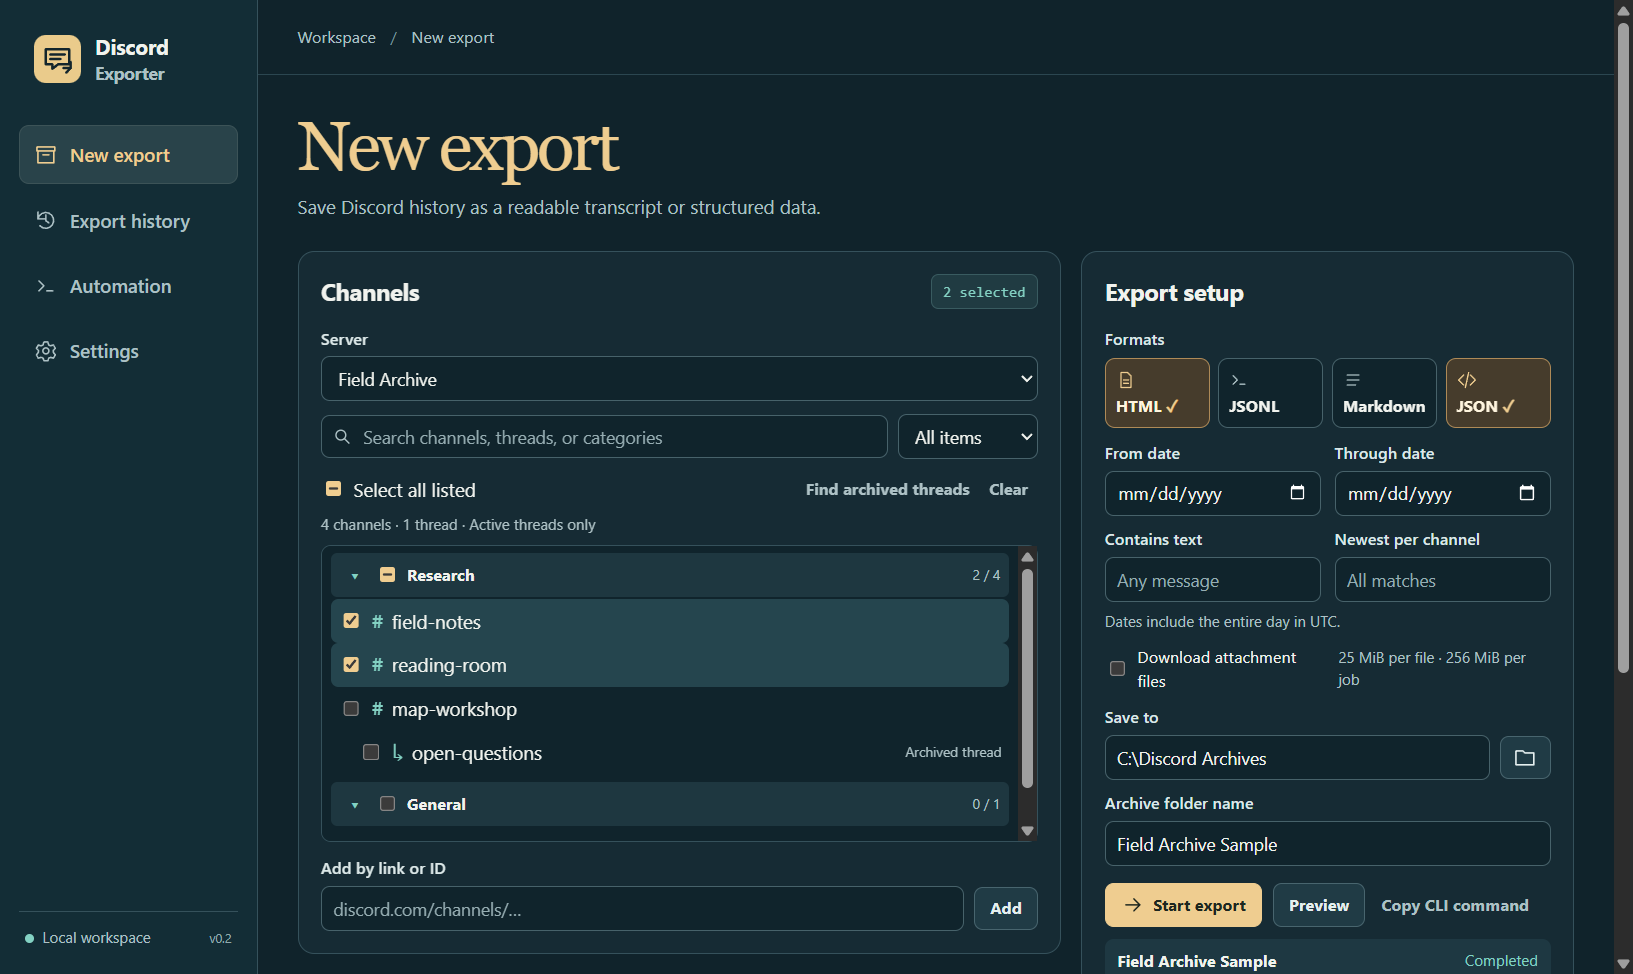 Discord
Exporter
New export
Export history
Automation
Settings
Local workspace
v0.2
Workspace / New export
New export
Save Discord history as a readable transcript or structured data.
Channels
2 selected
Server
Field Archive
Search channels, threads, or categories
All items
Select all listed
Find archived threads
Clear
4 channels · 1 thread · Active threads only
Research
2 / 4
# field-notes
# reading-room
# map-workshop
open-questions
Archived thread
General
0 / 1
Add by link or ID
discord.com/channels/...
Add
Export setup
Formats
HTML ✓
JSONL
Markdown
JSON ✓
From date
Through date
mm/dd/yyyy
mm/dd/yyyy
Contains text
Newest per channel
Any message
All matches
Dates include the entire day in UTC.
Download attachment
files
25 MiB per file · 256 MiB per
job
Save to
C:\Discord Archives
Archive folder name
Field Archive Sample
Start export
Preview
Copy CLI command
Field Archive Sample
Completed